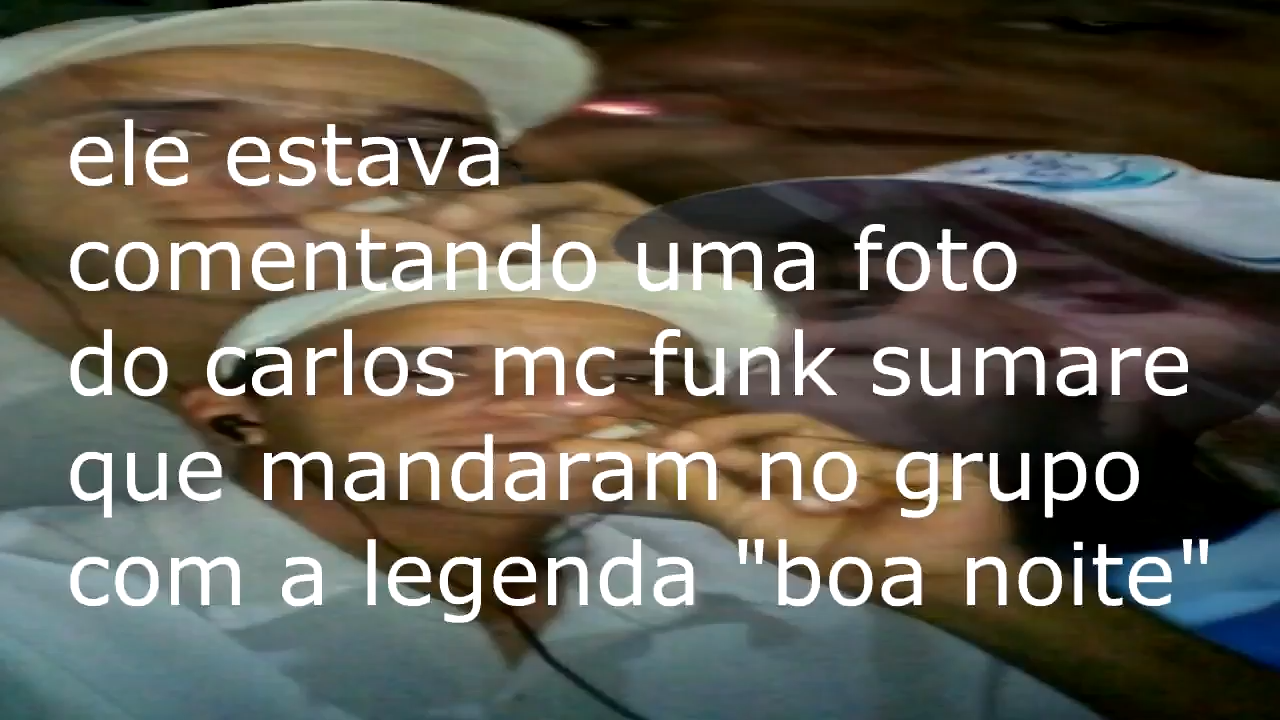 ele estava
comentando uma foto
do carlos mc funk sumare
que mandaram no grupo
com a legenda "boa noite"